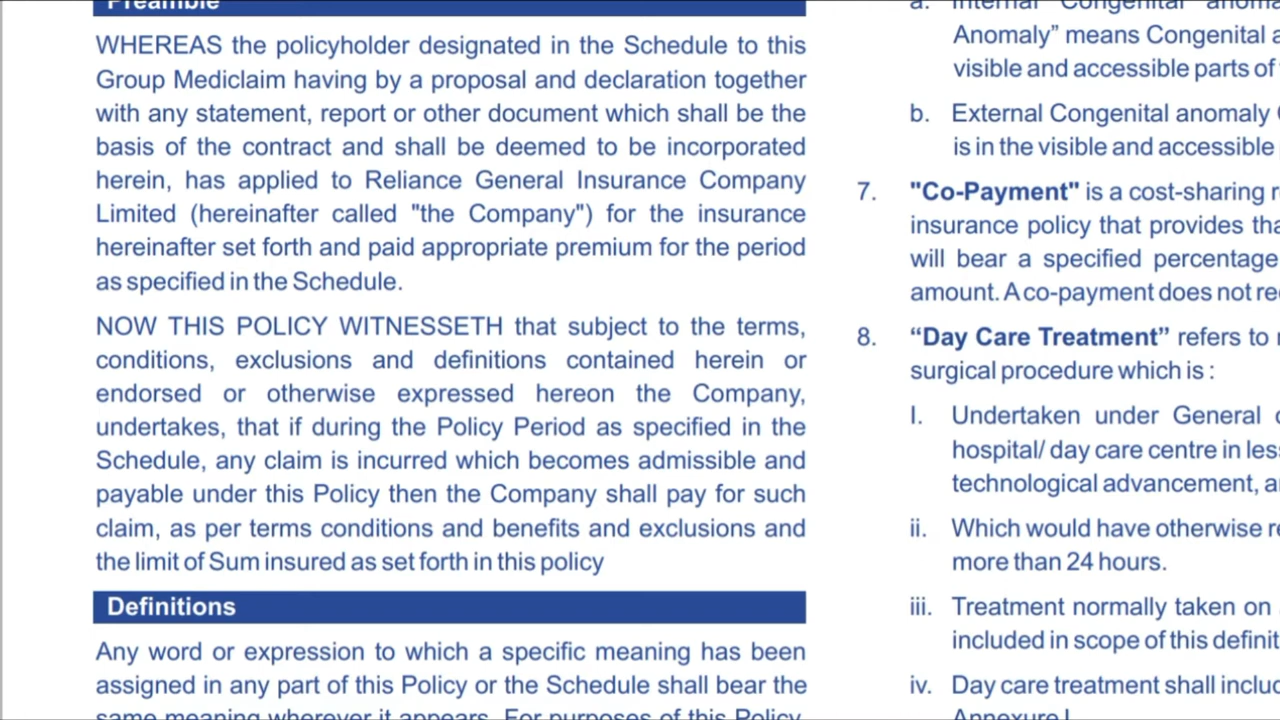 Preamble
WHEREAS the policyholder designated in the Schedule to this
Group Mediclaim having by a proposal and declaration together
with any statement, report or other document which shall be the
basis of the contract and shall be deemed to be incorporated
herein, has applied to Reliance General Insurance Company
Limited (hereinafter called "the Company") for the insurance
hereinafter set forth and paid appropriate premium for the period
as specified in the Schedule.
NOW THIS POLICY WITNESSETH that subject to the terms,
conditions, exclusions and definitions contained herein or
endorsed or otherwise expressed hereon the Company,
undertakes, that if during the Policy Period as specified in the
Schedule, any claim is incurred which becomes admissible and
payable under this Policy then the Company shall pay for such
claim, as per terms conditions and benefits and exclusions and
the limit of Sum insured as set forth in this policy
Definitions
Any word or expression to which a specific meaning has been
assigned in any part of this Policy or the Schedule shall bear the
same meaning wherever it appears. For purposes of this Policy,
a. Internal Congenital
Anomaly” means Congenital
visible and accessible parts of
b. External Congenital anomaly
is in the visible and accessible
7. "Co-Payment" is a cost-sharing
insurance policy that provides
will bear a specified percentage
amount. A co-payment does not
8. “Day Care Treatment” refers to
surgical procedure which is :
I. Undertaken under General
hospital/ day care centre in
technological advancement,
ii. Which would have otherwise
more than 24 hours.
iii. Treatment normally taken on
included in scope of this
iv. Day care treatment shall
Annexure I